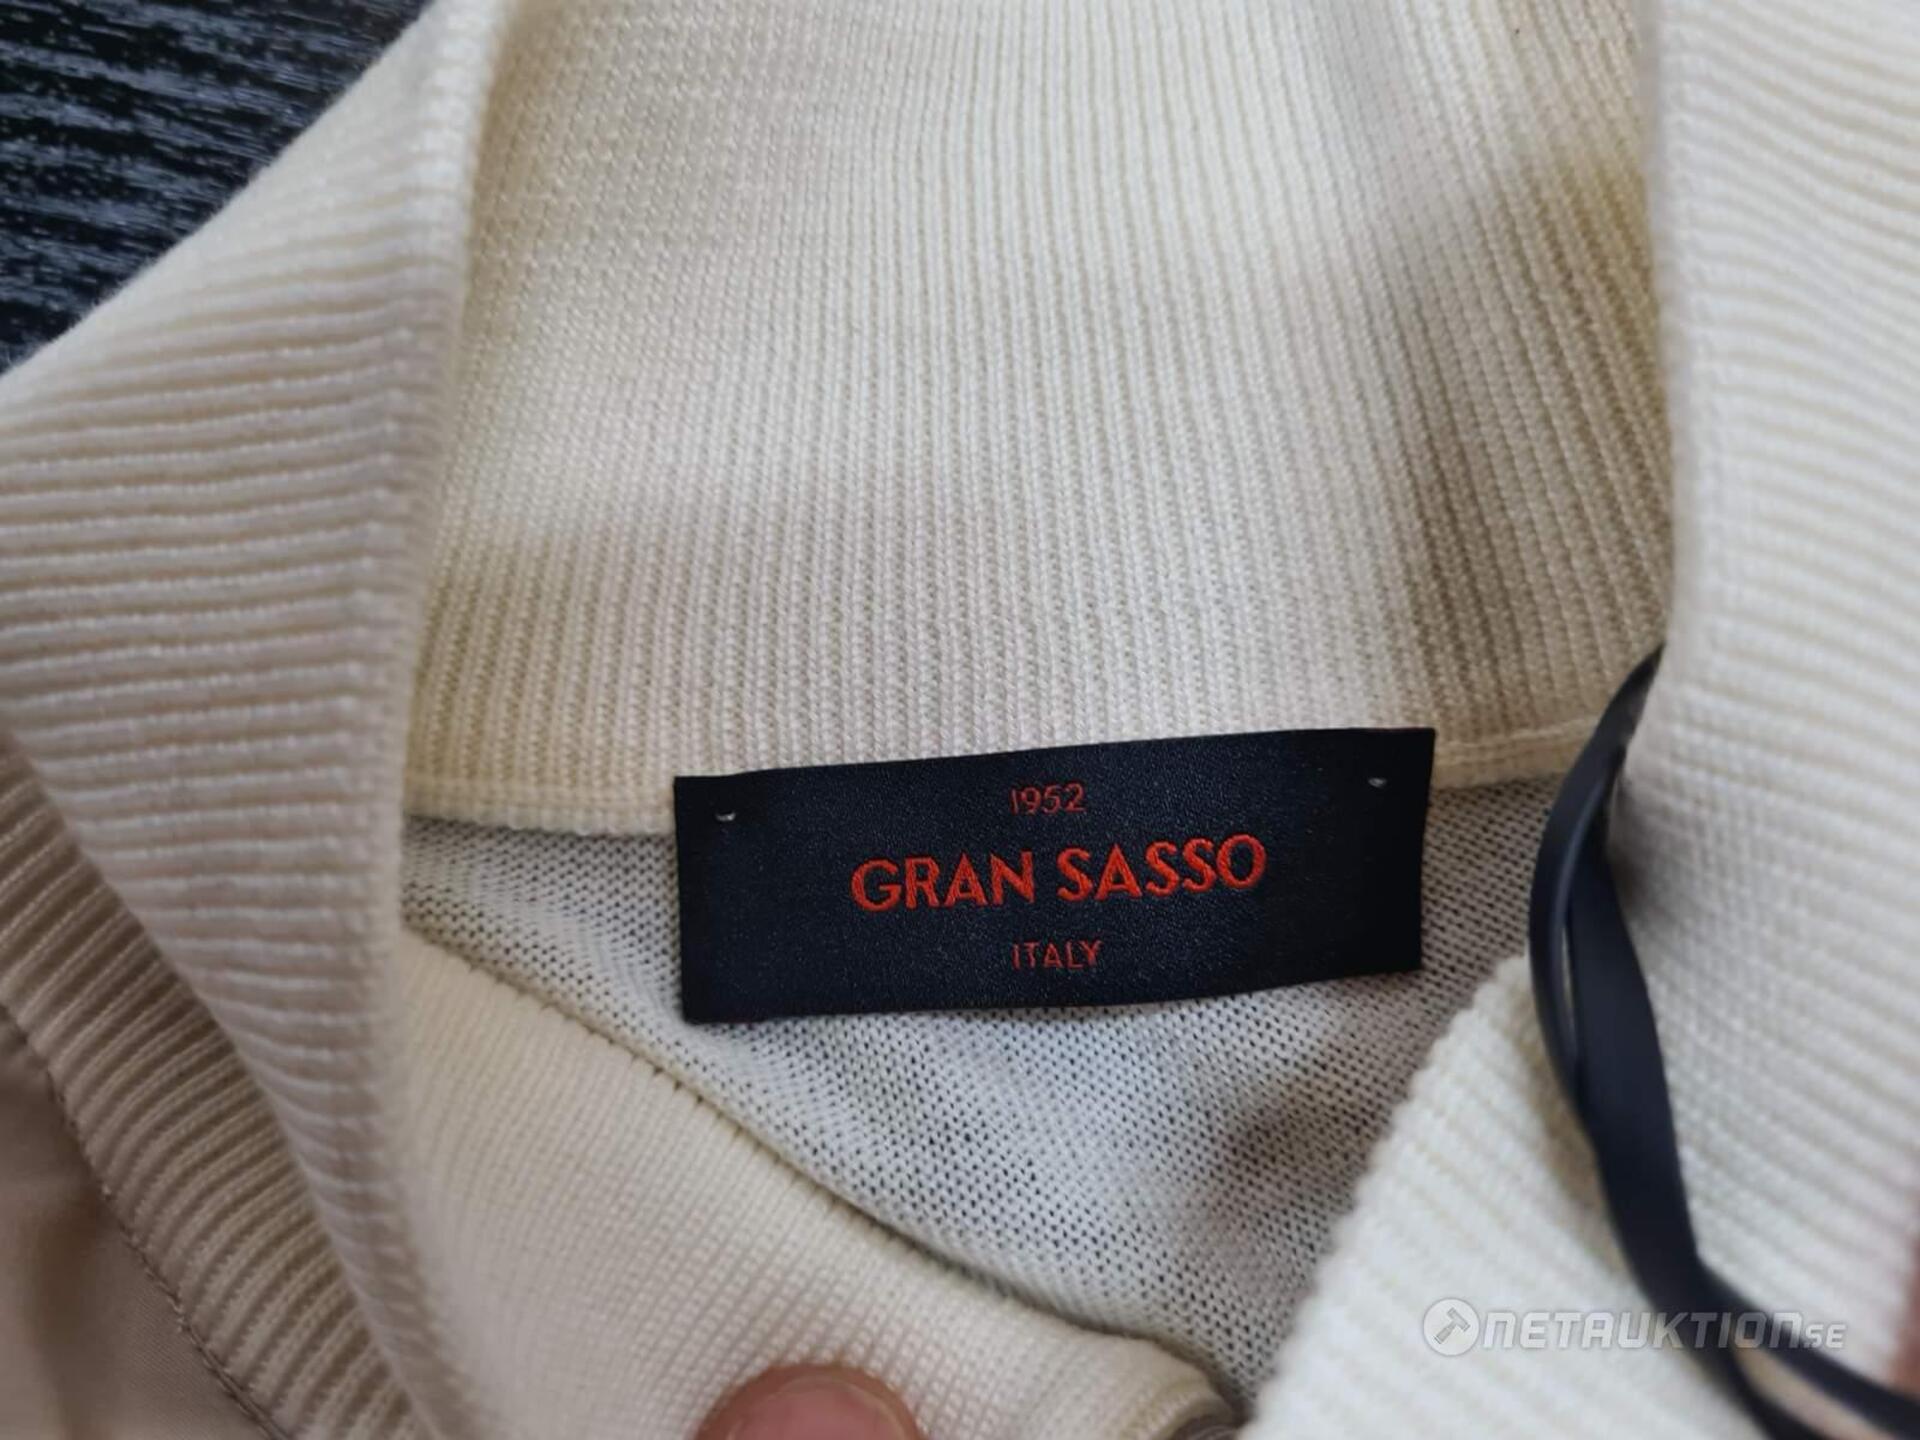 1952
GRAN SASSO
ITALY
NETAUKTION.SE